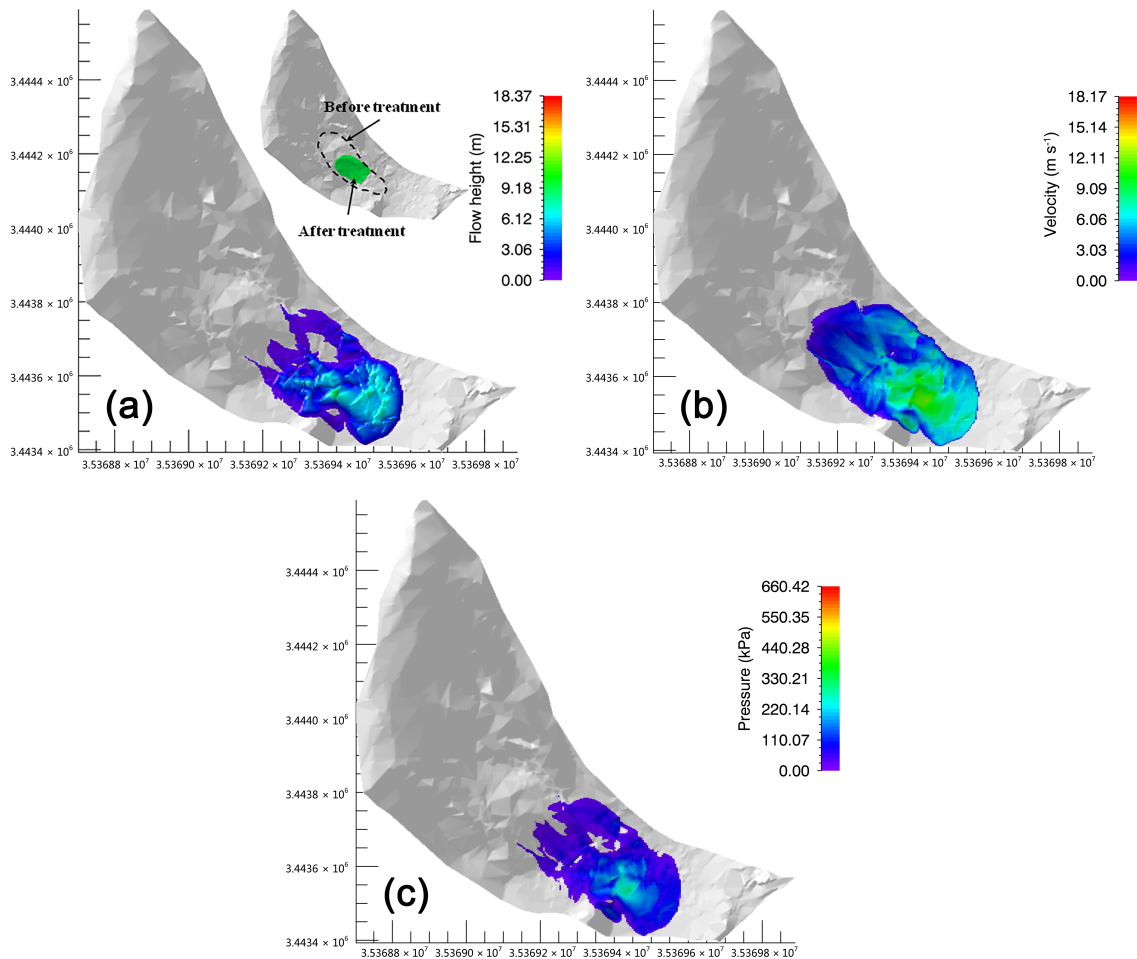 Before treatment
After treatment
Flow height (m)
18.37
15.31
12.25
9.18
6.12
3.06
0.00
3.4444 × 10⁶
3.4442 × 10⁶
3.4440 × 10⁶
3.4438 × 10⁶
3.4436 × 10⁶
3.4434 × 10⁶
(a)
3.53688 × 10⁷ 3.53690 × 10⁷ 3.53692 × 10⁷ 3.53694 × 10⁷ 3.53696 × 10⁷ 3.53698 × 10⁷
Velocity (m s⁻¹)
18.17
15.14
12.11
9.09
6.06
3.03
0.00
3.4444 × 10⁶
3.4442 × 10⁶
3.4440 × 10⁶
3.4438 × 10⁶
3.4436 × 10⁶
3.4434 × 10⁶
(b)
3.53688 × 10⁷ 3.53690 × 10⁷ 3.53692 × 10⁷ 3.53694 × 10⁷ 3.53696 × 10⁷ 3.53698 × 10⁷
Pressure (kPa)
660.42
550.35
440.28
330.21
220.14
110.07
0.00
3.4444 × 10⁶
3.4442 × 10⁶
3.4440 × 10⁶
3.4438 × 10⁶
3.4436 × 10⁶
3.4434 × 10⁶
(c)
3.53688 × 10⁷ 3.53690 × 10⁷ 3.53692 × 10⁷ 3.53694 × 10⁷ 3.53696 × 10⁷ 3.53698 × 10⁷